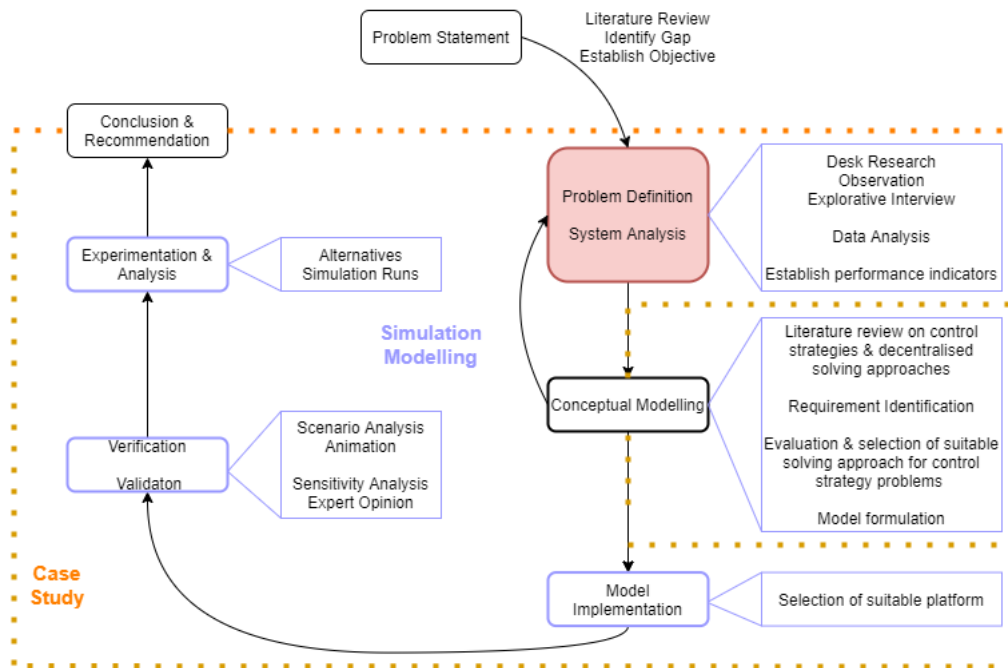 Problem Statement
Literature Review
Identify Gap
Establish Objective
Conclusion &
Recommendation
Problem Definition
System Analysis
Desk Research
Observation
Explorative Interview
Data Analysis
Establish performance indicators
Experimentation &
Analysis
Alternatives
Simulation Runs
Simulation
Modelling
Conceptual Modelling
Literature review on control
strategies & decentralised
solving approaches
Requirement Identification
Evaluation & selection of suitable
solving approach for control
strategy problems
Model formulation
Verification
Validaton
Scenario Analysis
Animation
Sensitivity Analysis
Expert Opinion
Case
Study
Model
Implementation
Selection of suitable platform